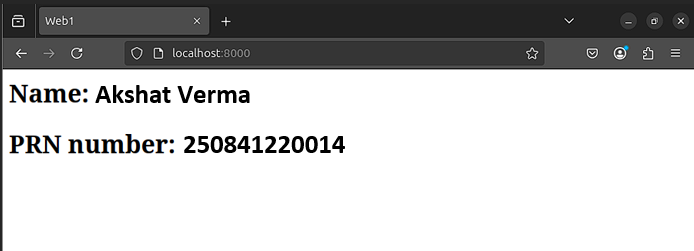 Web1
localhost:8000
Name: Akshat Verma
PRN number: 250841220014